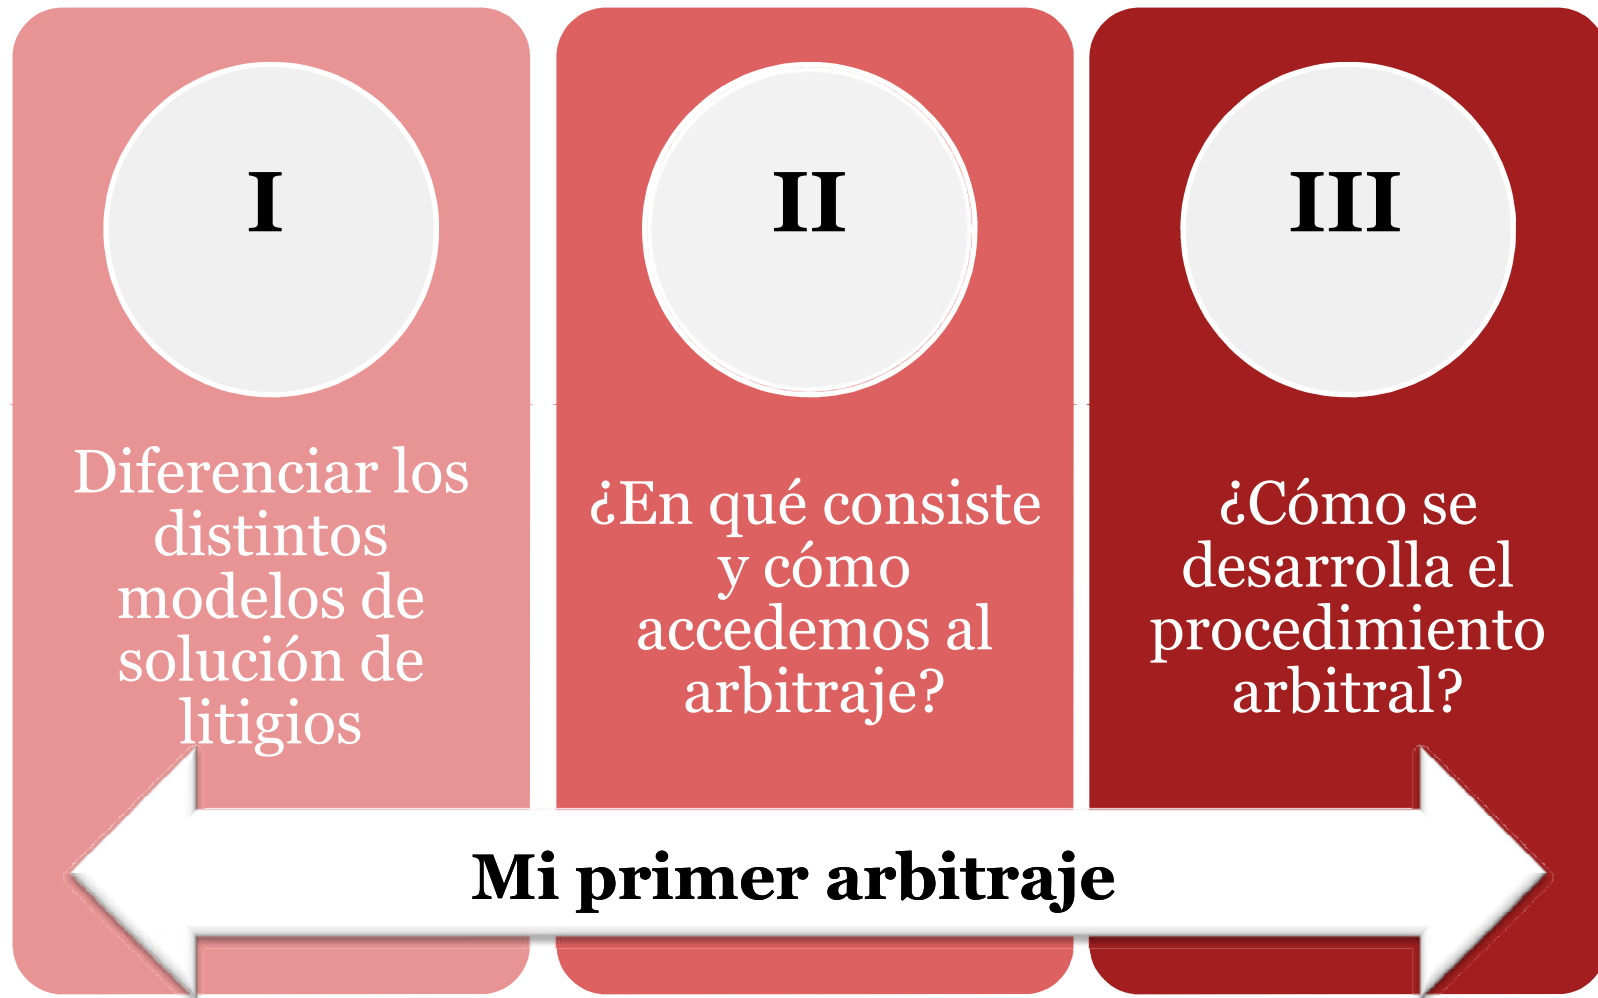 I
Diferenciar los
distintos
modelos de
solución de
litigios
II
¿En qué consiste
y cómo
accedemos al
arbitraje?
III
¿Cómo se
desarrolla el
procedimiento
arbitral?
Mi primer arbitraje